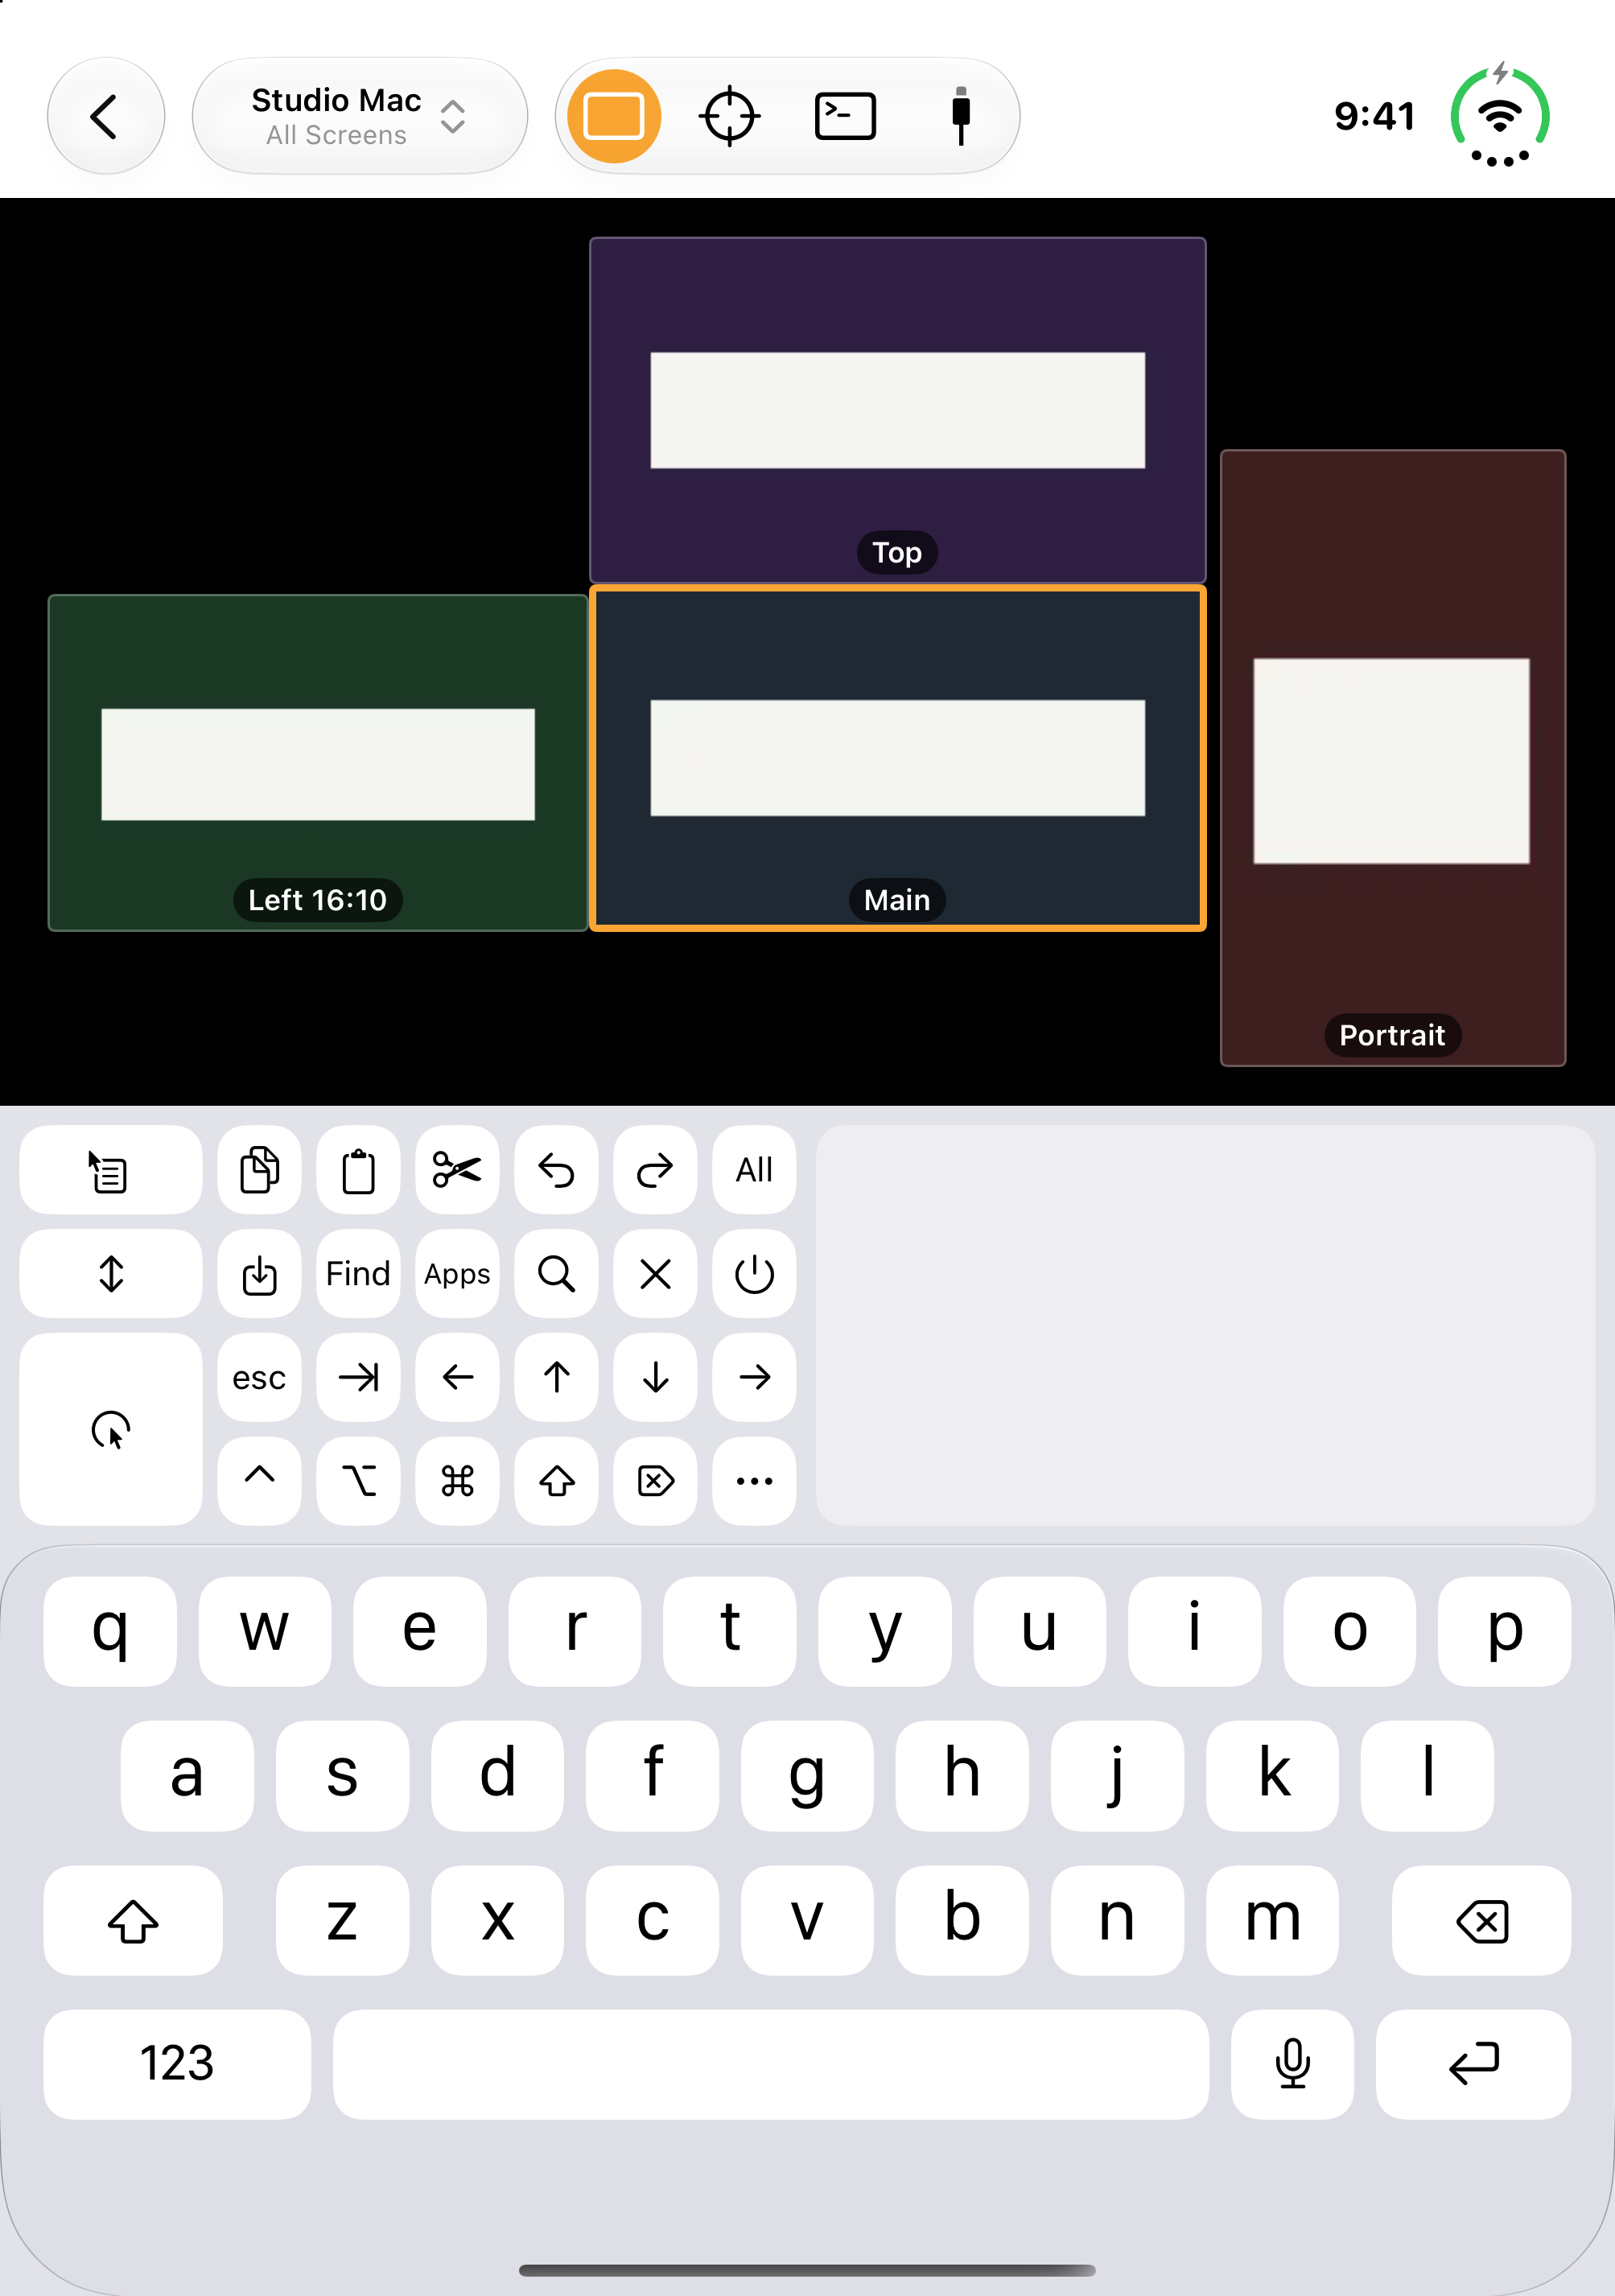 Studio Mac
All Screens
9:41
Top
Left 16:10
Main
Portrait
All
Find
Apps
esc
q w e r t y u i o p
a s d f g h j k l
z x c v b n m
123